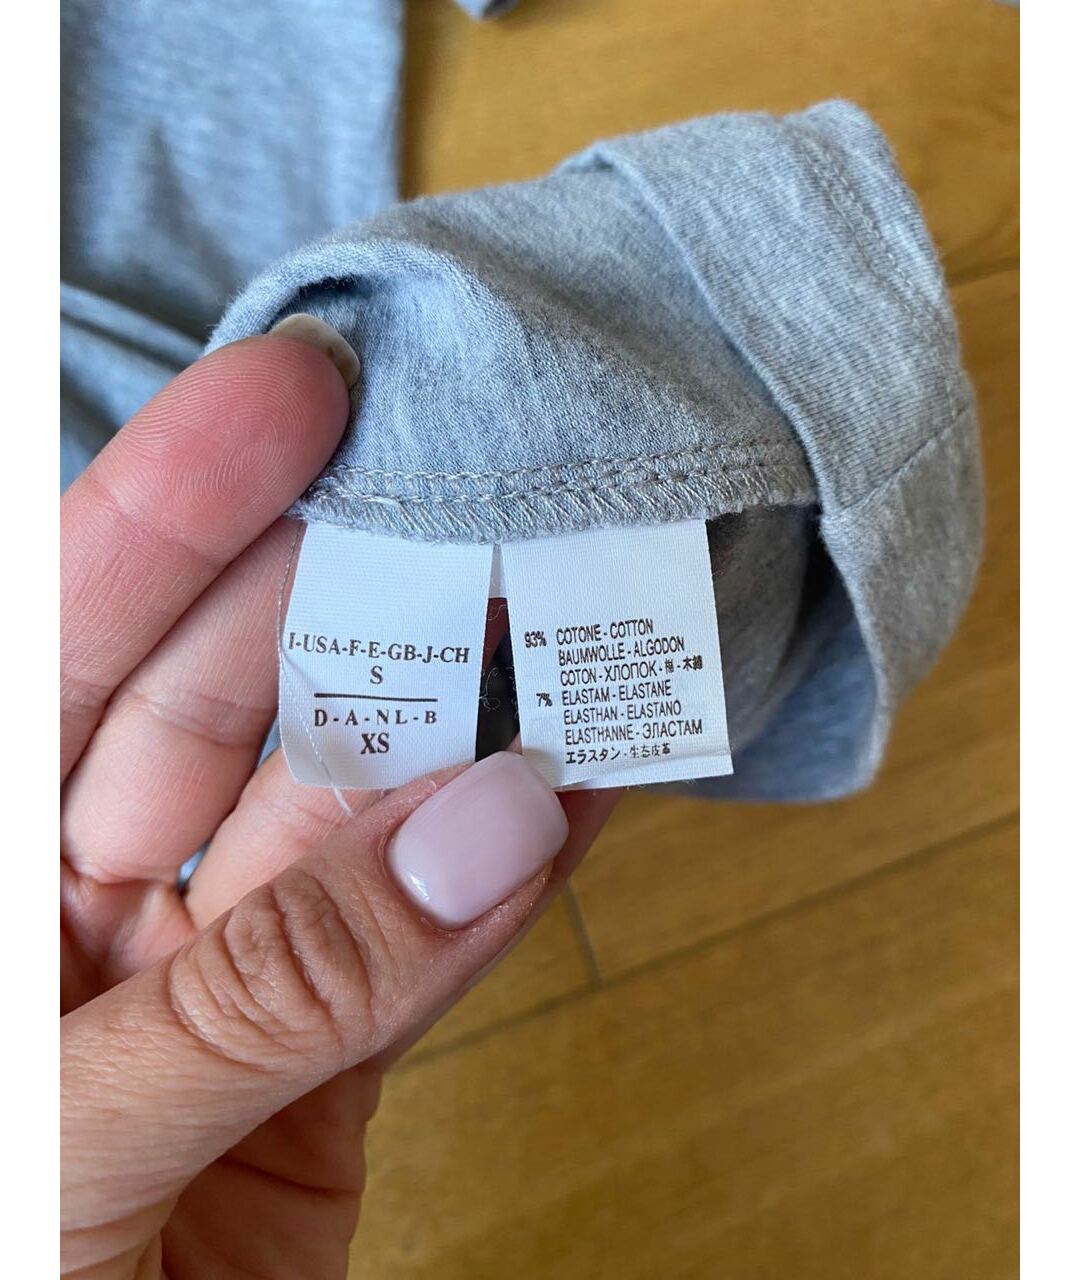 I-USA-F-E-GB-J-CH
S
D-A-NL-B
XS
93% COTONE-COTTON
BAUMWOLLE-ALGODON
COTON-ХЛОПОК-棉-木綿
7% ELASTAM-ELASTANE
ELASTHAN-ELASTANO
ELASTHANNE-ЭЛАСТАМ
エラスタン-生态皮革